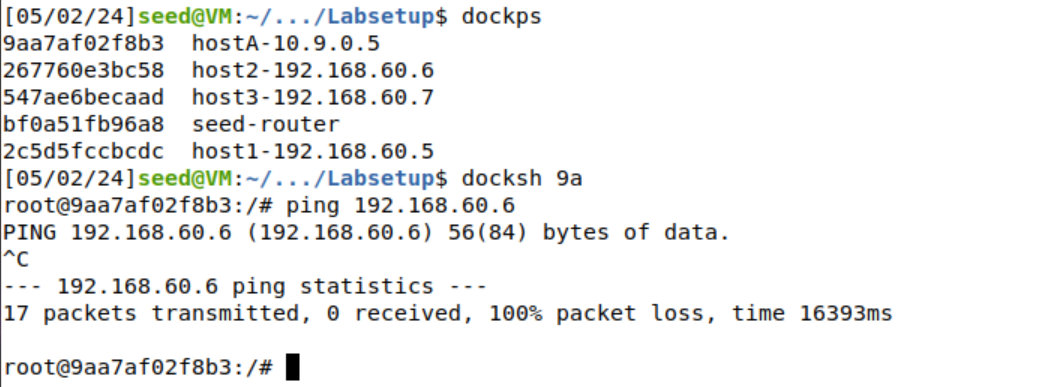 [05/02/24]seed@VM:~/.../Labsetup$ dockps
9aa7af02f8b3  hostA-10.9.0.5
267760e3bc58  host2-192.168.60.6
547ae6becaad  host3-192.168.60.7
bf0a51fb96a8  seed-router
2c5d5fccbcdc  host1-192.168.60.5
[05/02/24]seed@VM:~/.../Labsetup$ docksh 9a
root@9aa7af02f8b3:/# ping 192.168.60.6
PING 192.168.60.6 (192.168.60.6) 56(84) bytes of data.
^C
--- 192.168.60.6 ping statistics ---
17 packets transmitted, 0 received, 100% packet loss, time 16393ms
root@9aa7af02f8b3:/#